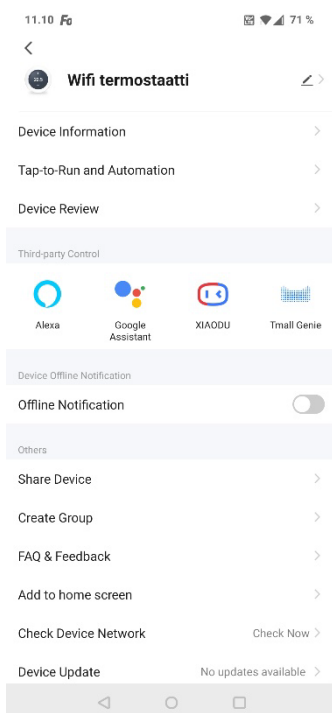 11.10
71 %
Wifi termostaatti
Device Information
Tap-to-Run and Automation
Device Review
Third-party Control
Alexa
Google
Assistant
XIAODU
Tmall Genie
Device Offline Notification
Offline Notification
Others
Share Device
Create Group
FAQ & Feedback
Add to home screen
Check Device Network Check Now
Device Update No updates available